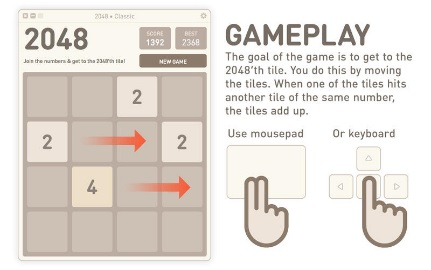 2048 • Classic
2048
SCORE
1392
BEST
2368
Join the numbers & get to the 2048'th tile!
NEW GAME
2
2
2
4
GAMEPLAY
The goal of the game is to get to the
2048'th tile. You do this by moving
the tiles. When one of the tiles hits
another tile of the same number,
the tiles add up.
Use mousepad
Or keyboard